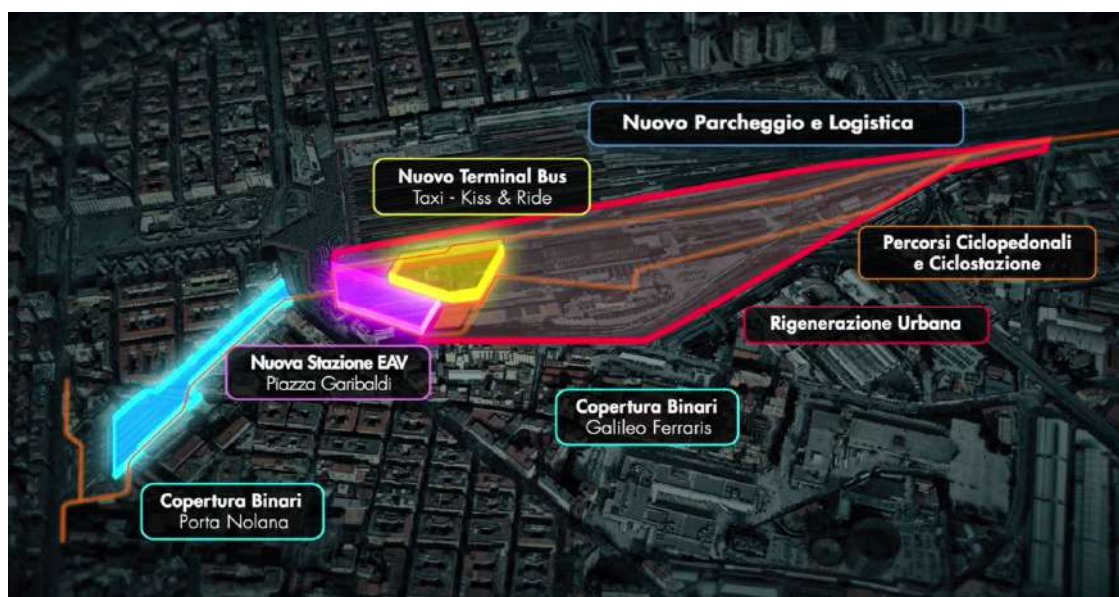 Nuovo Parcheggio e Logistica
Nuovo Terminal Bus
Taxi - Kiss & Ride
Percorsi Ciclopedonali
e Ciclostazione
Rigenerazione Urbana
Nuova Stazione EAV
Piazza Garibaldi
Copertura Binari
Galileo Ferraris
Copertura Binari
Porta Nolana